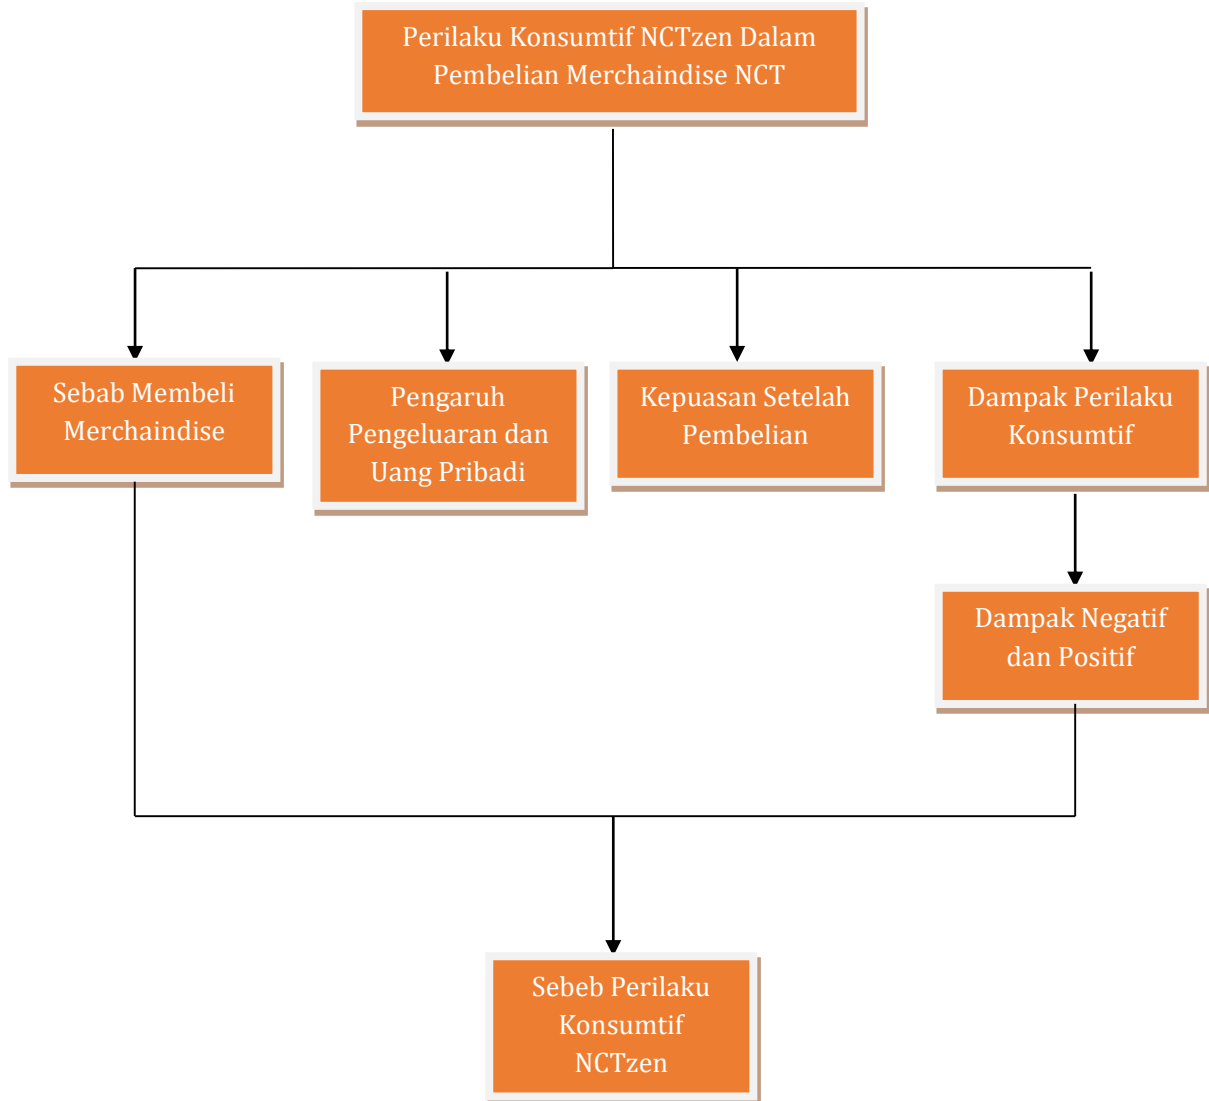 Perilaku Konsumtif NCTzen Dalam
Pembelian Merchaindise NCT
Sebab Membeli
Merchaindise
Pengaruh
Pengeluaran dan
Uang Pribadi
Kepuasan Setelah
Pembelian
Dampak Perilaku
Konsumtif
Dampak Negatif
dan Positif
Sebeb Perilaku
Konsumtif
NCTzen